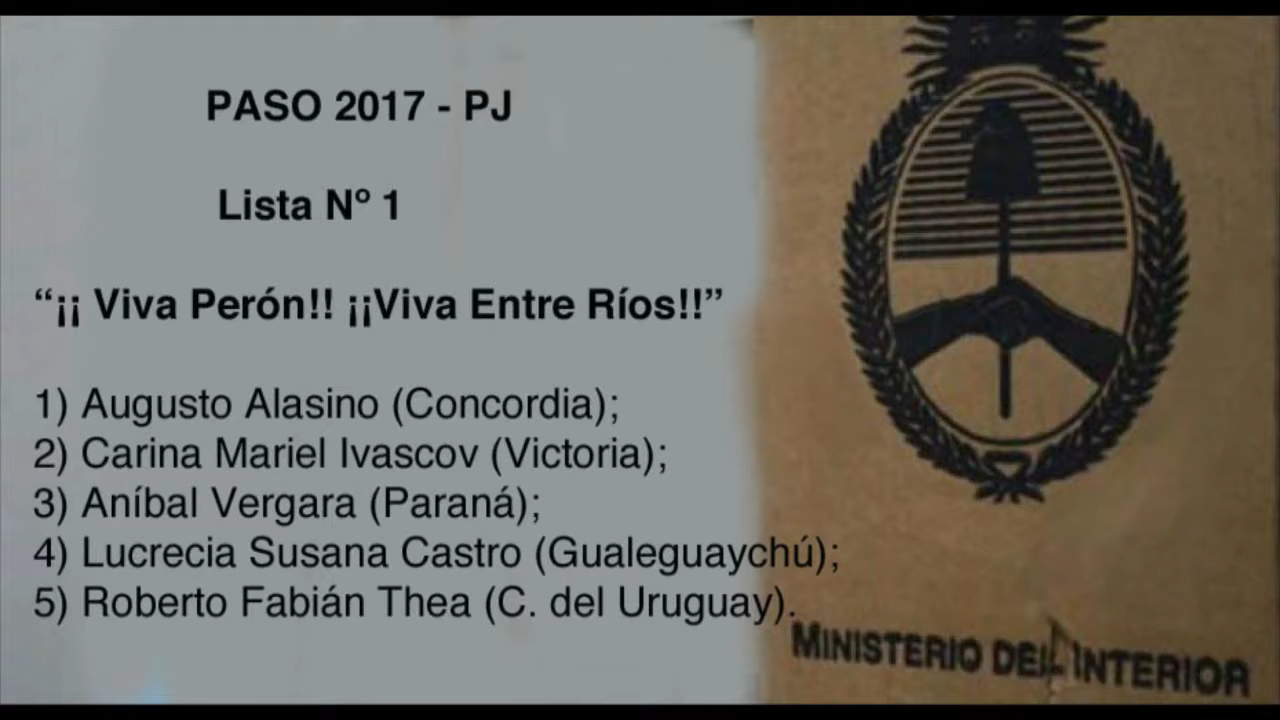 PASO 2017 - PJ
Lista Nº 1
“¡¡ Viva Perón!! ¡¡Viva Entre Ríos!!”
1) Augusto Alasino (Concordia);
2) Carina Mariel Ivascov (Victoria);
3) Aníbal Vergara (Paraná);
4) Lucrecia Susana Castro (Gualeguaychú);
5) Roberto Fabián Thea (C. del Uruguay).
MINISTERIO DEL INTERIOR